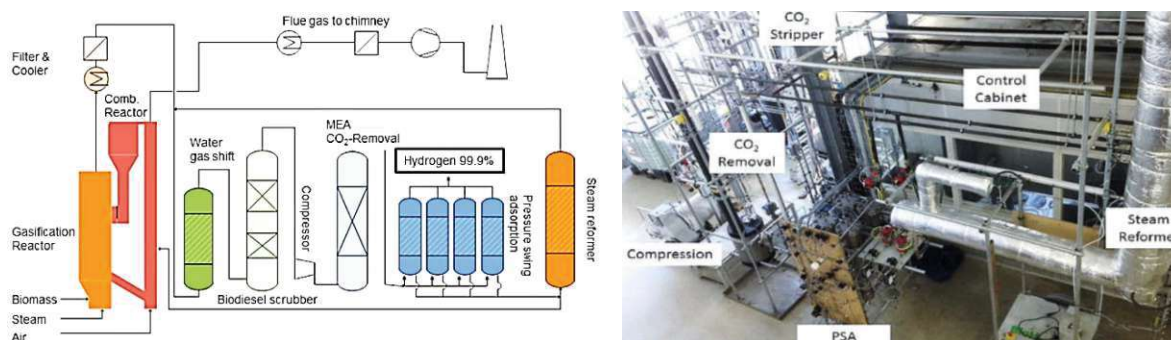 Flue gas to chimney
Filter &
Cooler
Comb.
Reactor
Water
gas shift
MEA
CO₂-Removal
Hydrogen 99.9%
Compressor
Pressure swing
adsorption
Steam reformer
Gasification
Reactor
Biomass
Steam
Air
Biodiesel scrubber
CO₂
Stripper
Control
Cabinet
CO₂
Removal
Steam
Reforme
Compression
PSA